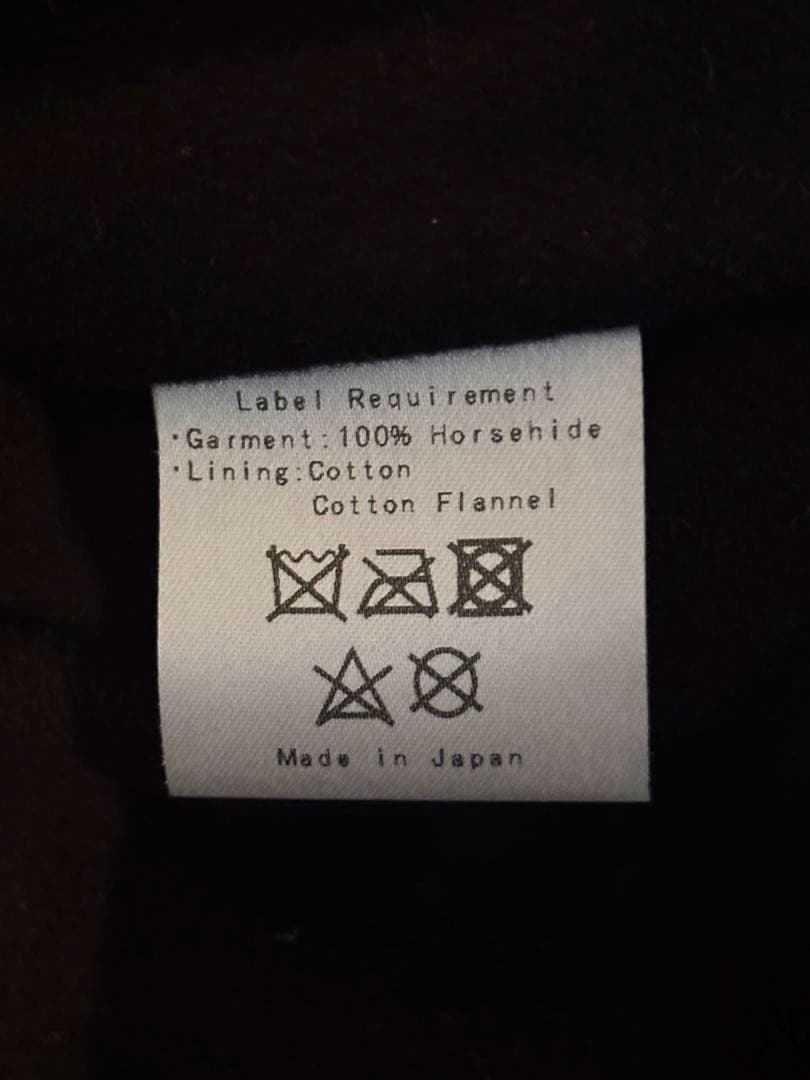 Label Requirement
・Garment:100% Horsehide
・Lining:Cotton
Cotton Flannel
Made in Japan